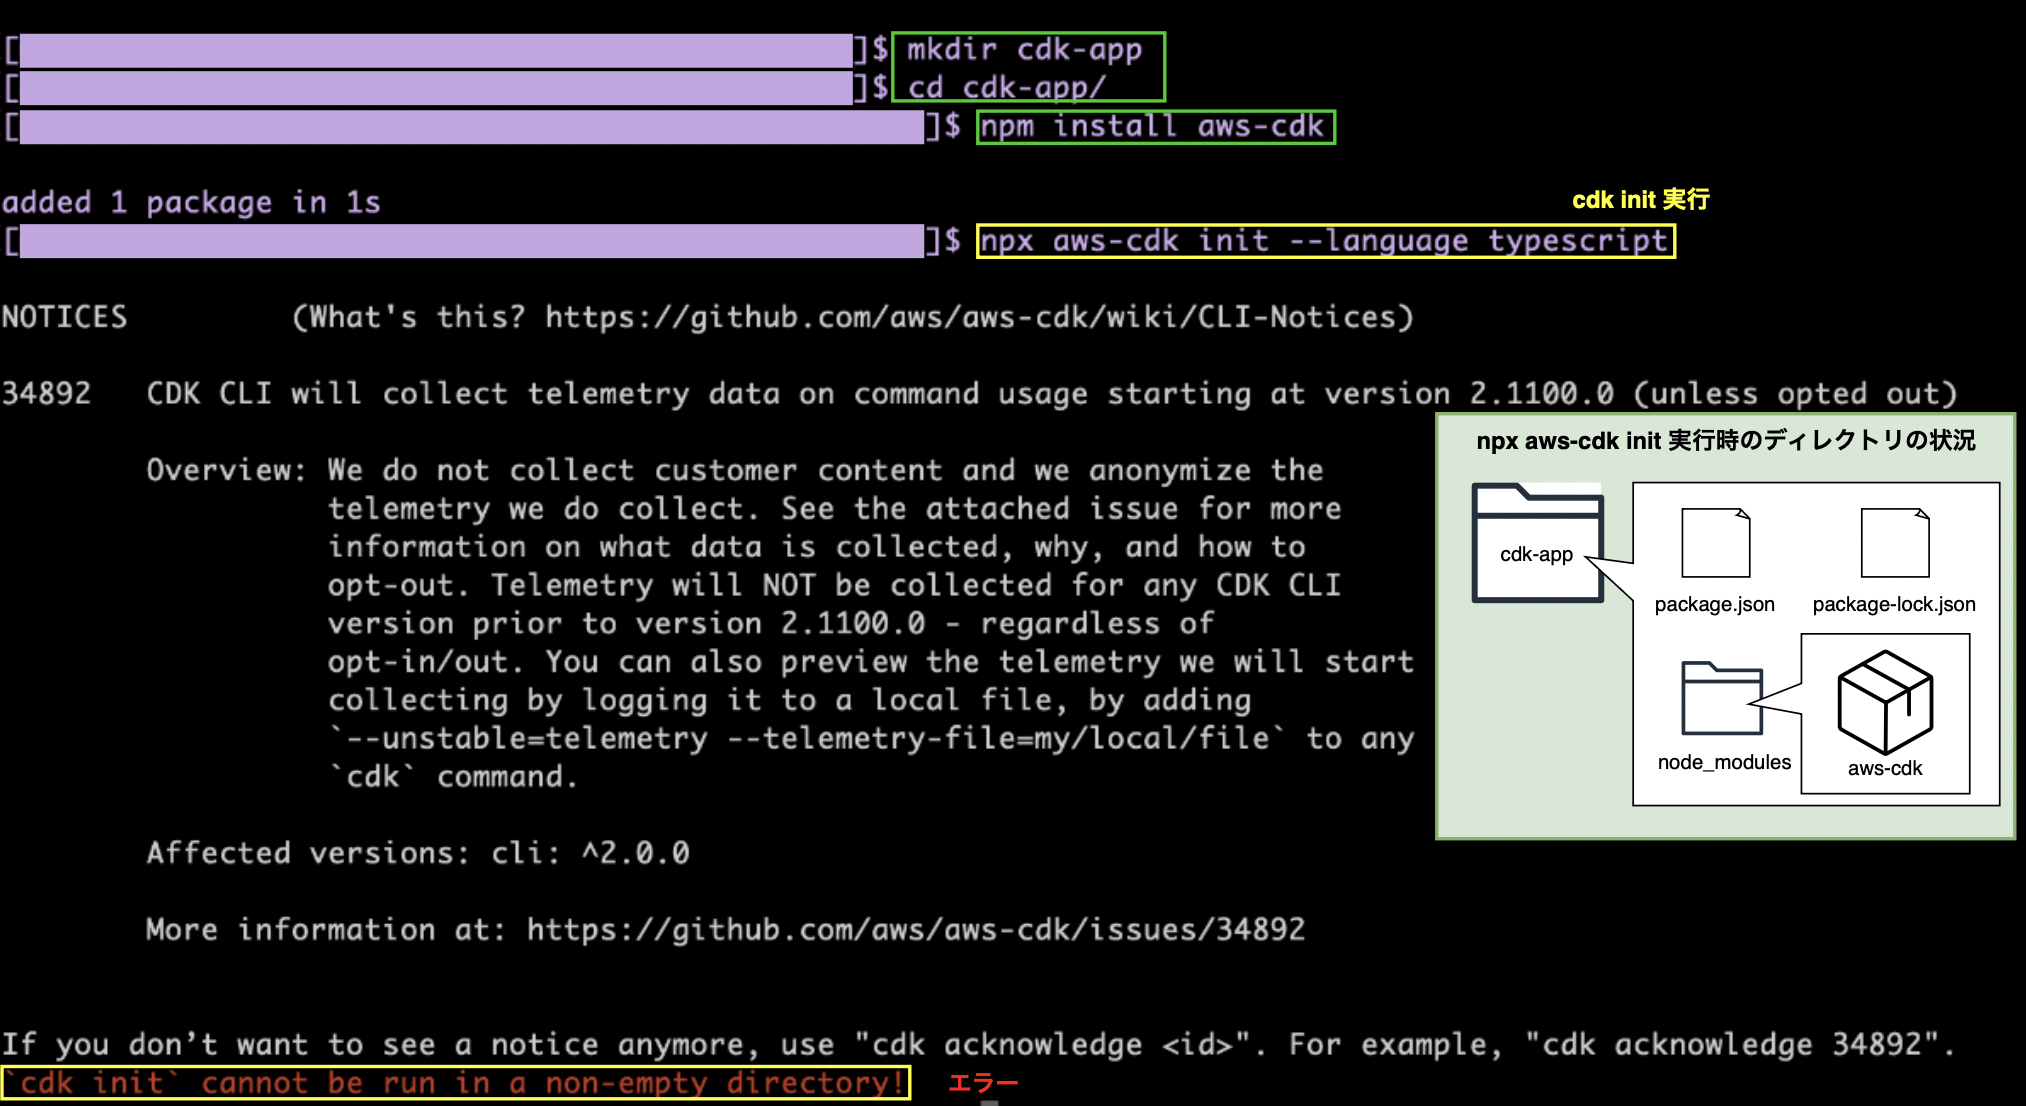 [ ]$ mkdir cdk-app
[ ]$ cd cdk-app/
[ ]$ npm install aws-cdk
added 1 package in 1s
cdk init 実行
[ ]$ npx aws-cdk init --language typescript
NOTICES (What's this? https://github.com/aws/aws-cdk/wiki/CLI-Notices)
34892 CDK CLI will collect telemetry data on command usage starting at version 2.1100.0 (unless opted out)
Overview: We do not collect customer content and we anonymize the
telemetry we do collect. See the attached issue for more
information on what data is collected, why, and how to
opt-out. Telemetry will NOT be collected for any CDK CLI
version prior to version 2.1100.0 - regardless of
opt-in/out. You can also preview the telemetry we will start
collecting by logging it to a local file, by adding
`--unstable=telemetry --telemetry-file=my/local/file` to any
`cdk` command.
Affected versions: cli: ^2.0.0
More information at: https://github.com/aws/aws-cdk/issues/34892
If you don’t want to see a notice anymore, use "cdk acknowledge <id>". For example, "cdk acknowledge 34892".
`cdk init` cannot be run in a non-empty directory!
エラー
npx aws-cdk init 実行時のディレクトリの状況
cdk-app
package.json
package-lock.json
node_modules
aws-cdk